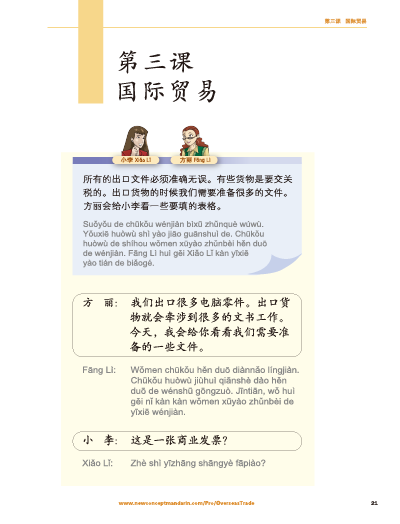 第三课 国际贸易
第三课
国际贸易
小李 Xiǎo Lǐ 方丽 Fāng Lì
所有的出口文件必须准确无误。有些货物是要交关
税的。出口货物的时候我们需要准备很多的文件。
方丽会给小李看一些要填的表格。
Suǒyǒu de chūkǒu wénjiàn bìxū zhǔnquè wúwù.
Yǒuxiē huòwù shì yào jiāo guānshuì de. Chūkǒu
huòwù de shíhou wǒmen xūyào zhǔnbèi hěn duō
de wénjiàn. Fāng Lì huì gěi Xiǎo Lǐ kàn yīxiē
yào tián de biǎogé.
方 丽： 我们出口很多电脑零件。出口货
物就会牵涉到很多的文书工作。
今天，我会给你看看我们需要准
备的一些文件。
Fāng Lì: Wǒmen chūkǒu hěn duō diànnǎo língjiàn.
Chūkǒu huòwù jiùhuì qiānshè dào hěn
duō de wénshū gōngzuò. Jīntiān, wǒ huì
gěi nǐ kàn kàn wǒmen xūyào zhǔnbèi de
yīxiē wénjiàn.
小 李： 这是一张商业发票？
Xiǎo Lǐ: Zhè shì yīzhāng shāngyè fāpiào?
www.newconceptmandarin.com/Pro/OverseasTrade 21